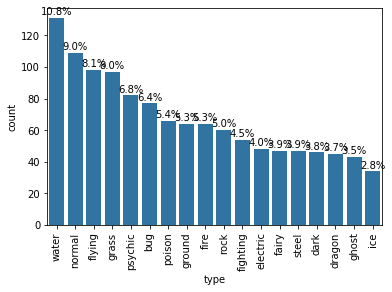 10.8%
9.0%
8.1%
8.0%
6.8%
6.4%
5.4%
5.3%
5.3%
5.0%
4.5%
4.0%
3.9%
3.9%
3.8%
3.7%
3.5%
2.8%
120
100
80
60
40
20
0
count
water
normal
flying
grass
psychic
bug
poison
ground
fire
rock
fighting
electric
fairy
steel
dark
dragon
ghost
ice
type